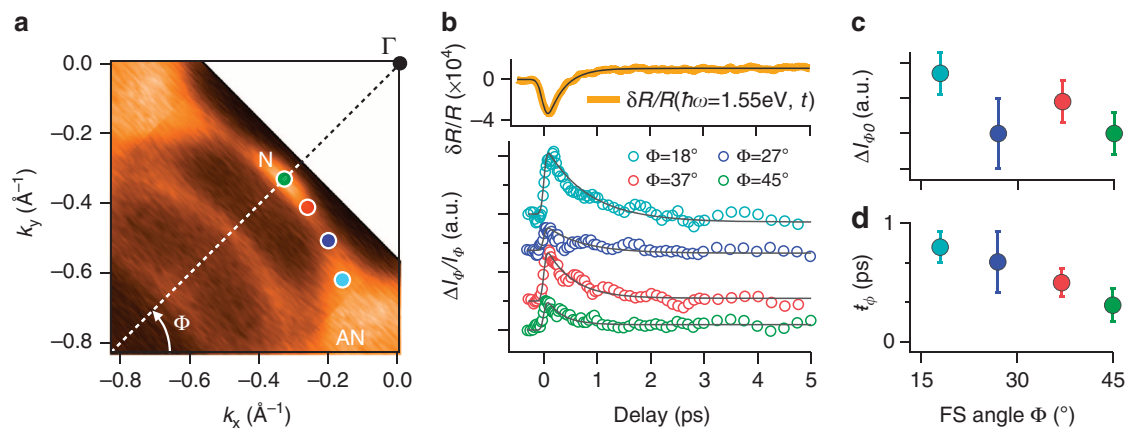 a
Γ
0.0
−0.2
−0.4
−0.6
−0.8
k_y (Å⁻¹)
N
AN
Φ
−0.8 −0.6 −0.4 −0.2 0.0
k_x (Å⁻¹)
b
δR/R (×10⁴)
0
−4
δR/R(ħω=1.55eV, t)
ΔI_Φ/I_Φ (a.u.)
Φ=18° Φ=27°
Φ=37° Φ=45°
0 1 2 3 4 5
Delay (ps)
c
ΔI_Φ0 (a.u.)
d
t_ϕ (ps)
1
0
15 30 45
FS angle Φ (°)